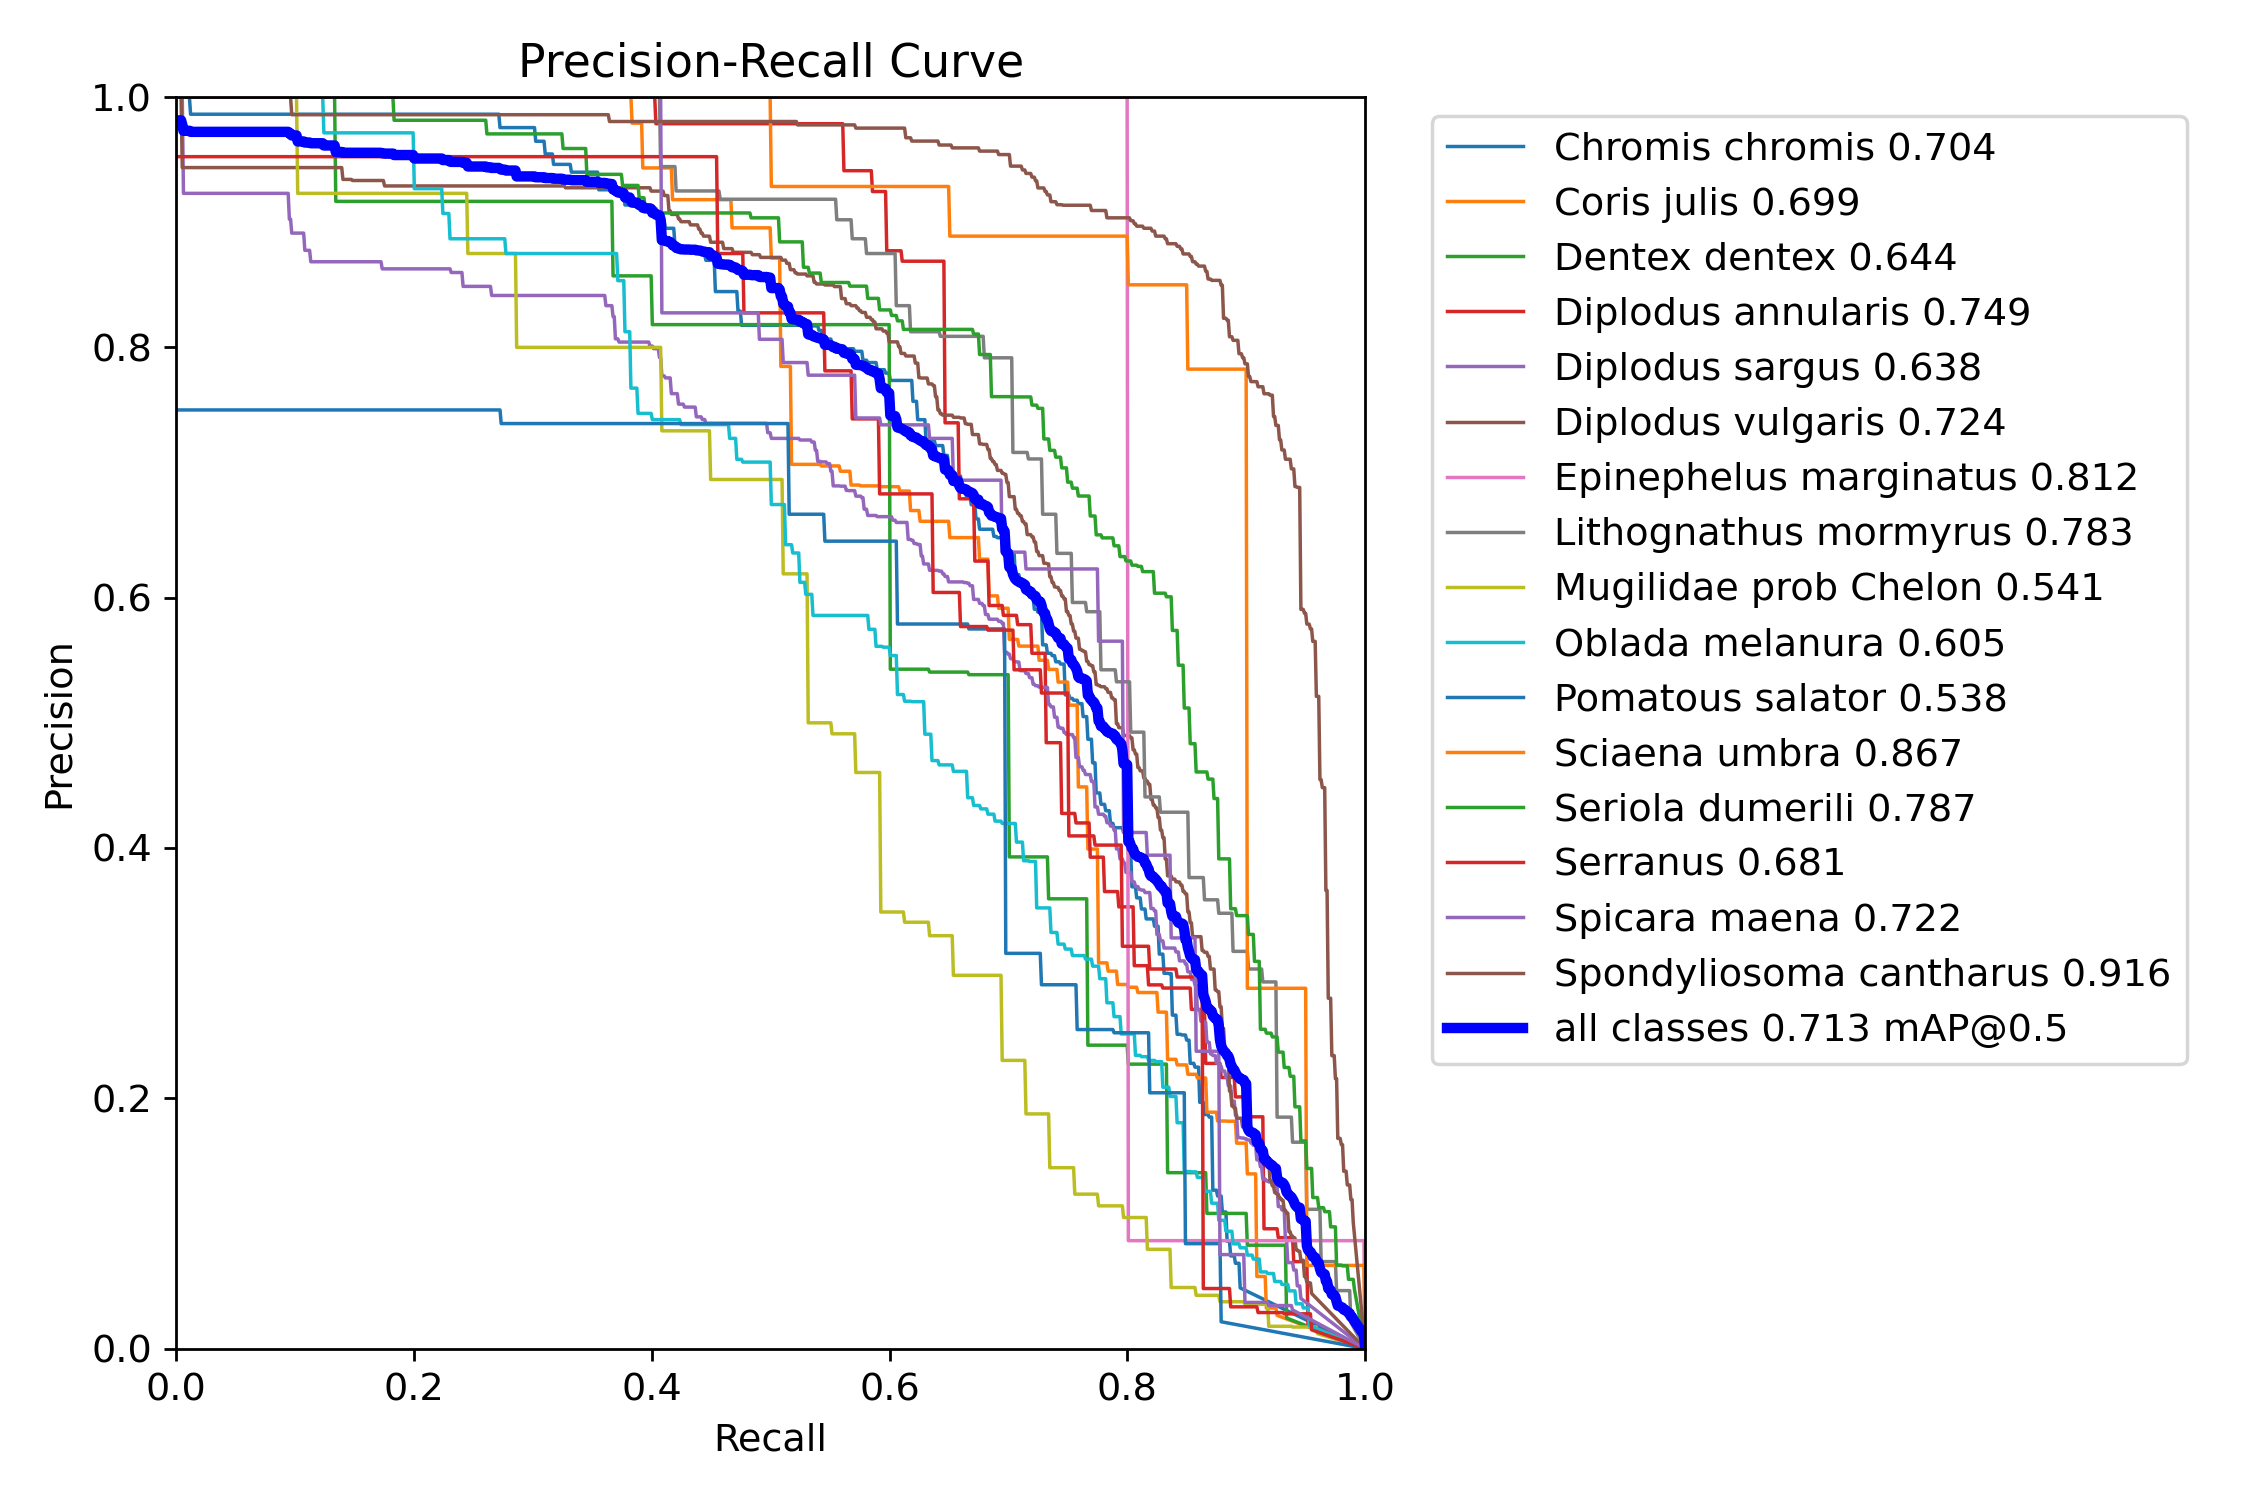 Precision-Recall Curve
1.0
0.8
0.6
0.4
0.2
0.0
Precision
0.0 0.2 0.4 0.6 0.8 1.0
Recall
Chromis chromis 0.704
Coris julis 0.699
Dentex dentex 0.644
Diplodus annularis 0.749
Diplodus sargus 0.638
Diplodus vulgaris 0.724
Epinephelus marginatus 0.812
Lithognathus mormyrus 0.783
Mugilidae prob Chelon 0.541
Oblada melanura 0.605
Pomatous salator 0.538
Sciaena umbra 0.867
Seriola dumerili 0.787
Serranus 0.681
Spicara maena 0.722
Spondyliosoma cantharus 0.916
all classes 0.713 mAP@0.5